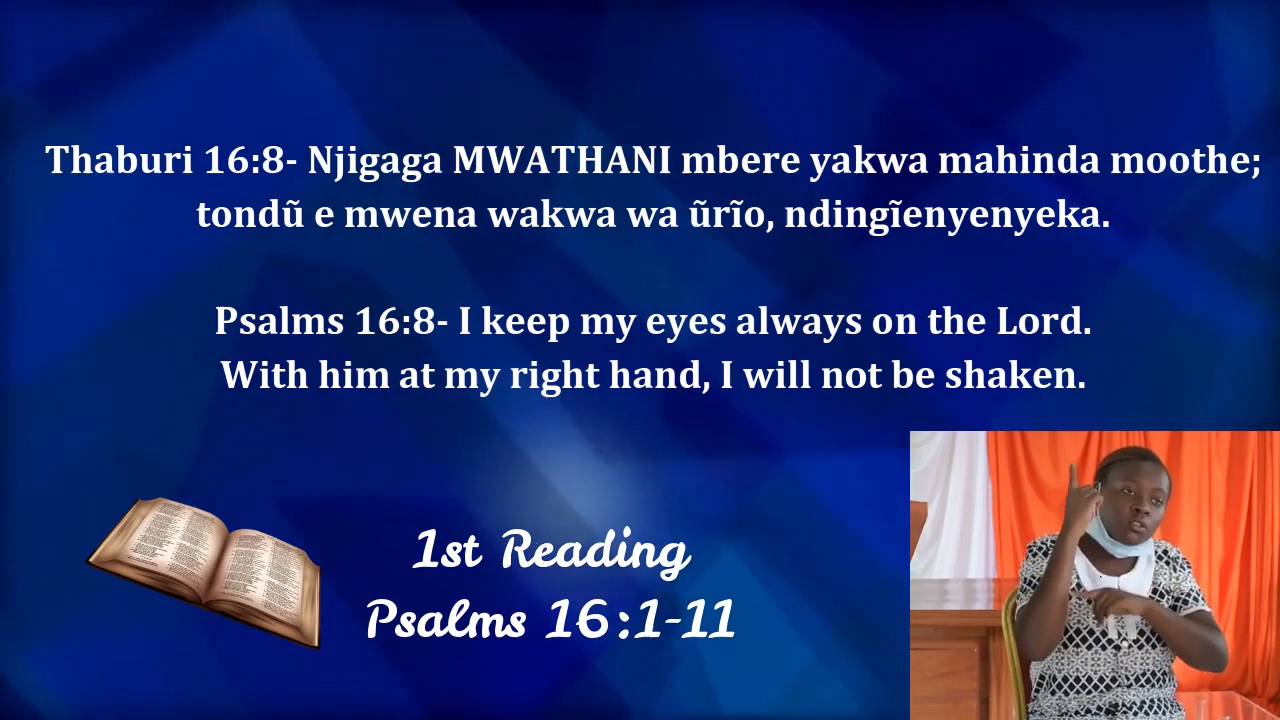 Thaburi 16:8- Njigaga MWATHANI mbere yakwa mahinda moothe;
tondũ e mwena wakwa wa ũrĩo, ndingĩenyenyeka.
Psalms 16:8- I keep my eyes always on the Lord.
With him at my right hand, I will not be shaken.
1st Reading
Psalms 16:1-11